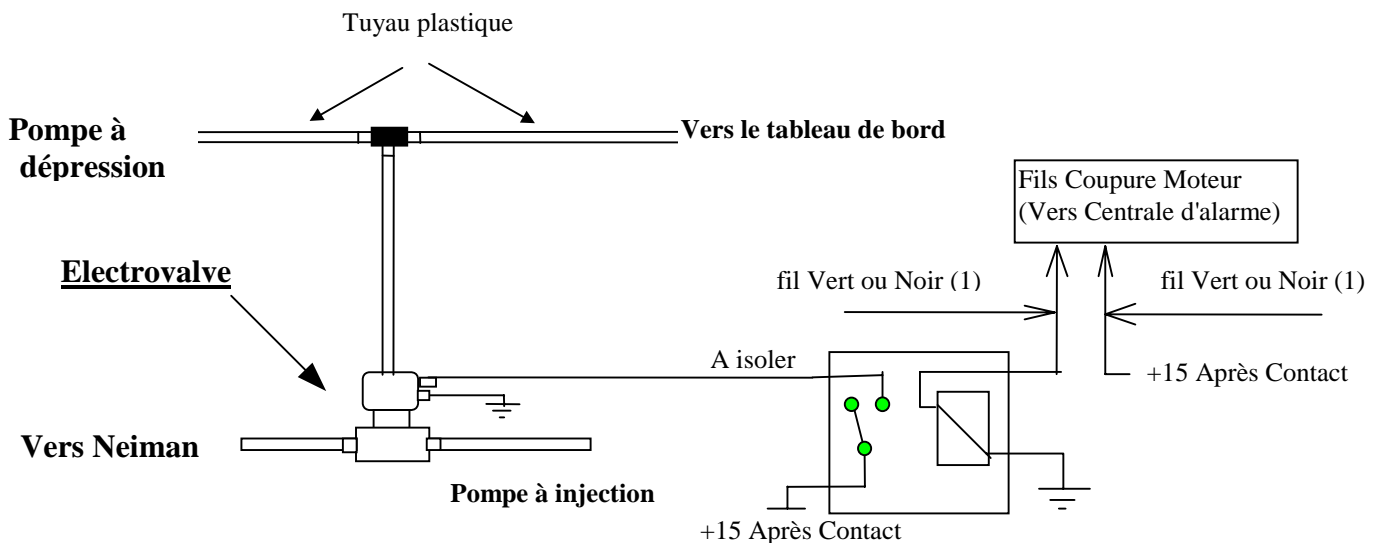 Tuyau plastique
Pompe à
dépression
Vers le tableau de bord
Fils Coupure Moteur
(Vers Centrale d'alarme)
Electrovalve
fil Vert ou Noir (1)
fil Vert ou Noir (1)
A isoler
+15 Après Contact
Vers Neiman
Pompe à injection
+15 Après Contact